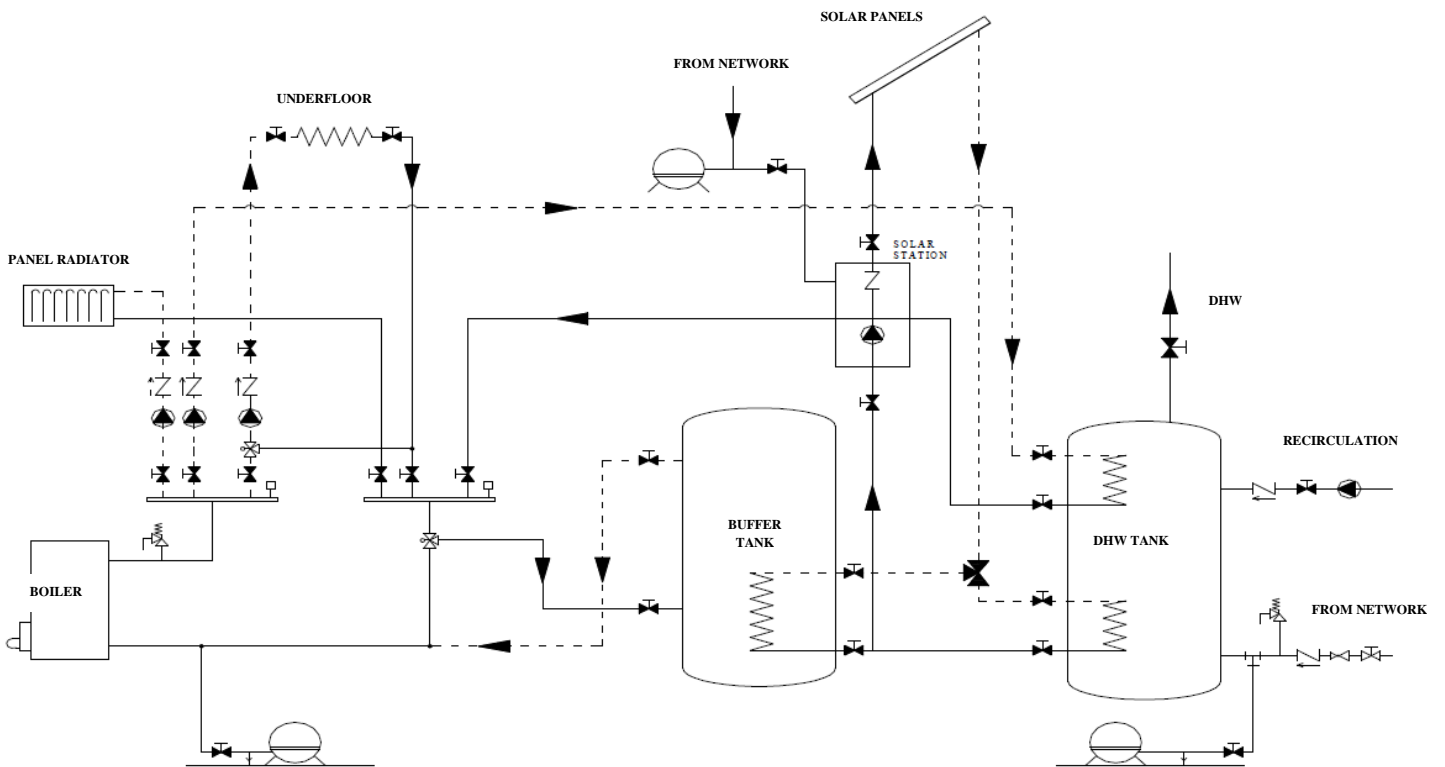 SOLAR PANELS
FROM NETWORK
UNDERFLOOR
SOLAR
STATION
PANEL RADIATOR
DHW
RECIRCULATION
BUFFER
TANK
DHW TANK
BOILER
FROM NETWORK